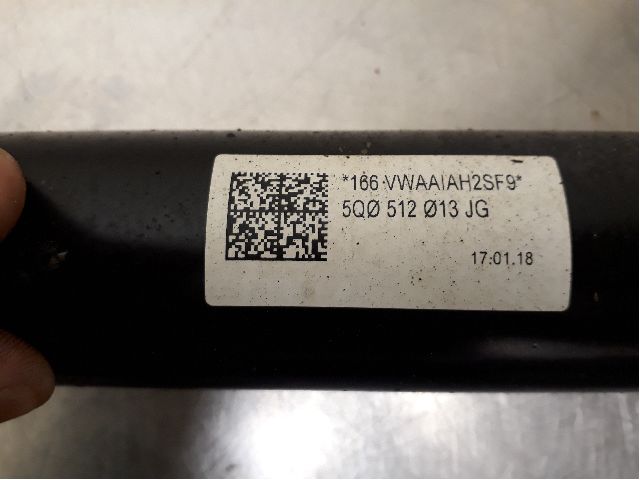 *166 VWAAIAH2SF9*
5QØ 512 Ø13 JG
17.01.18